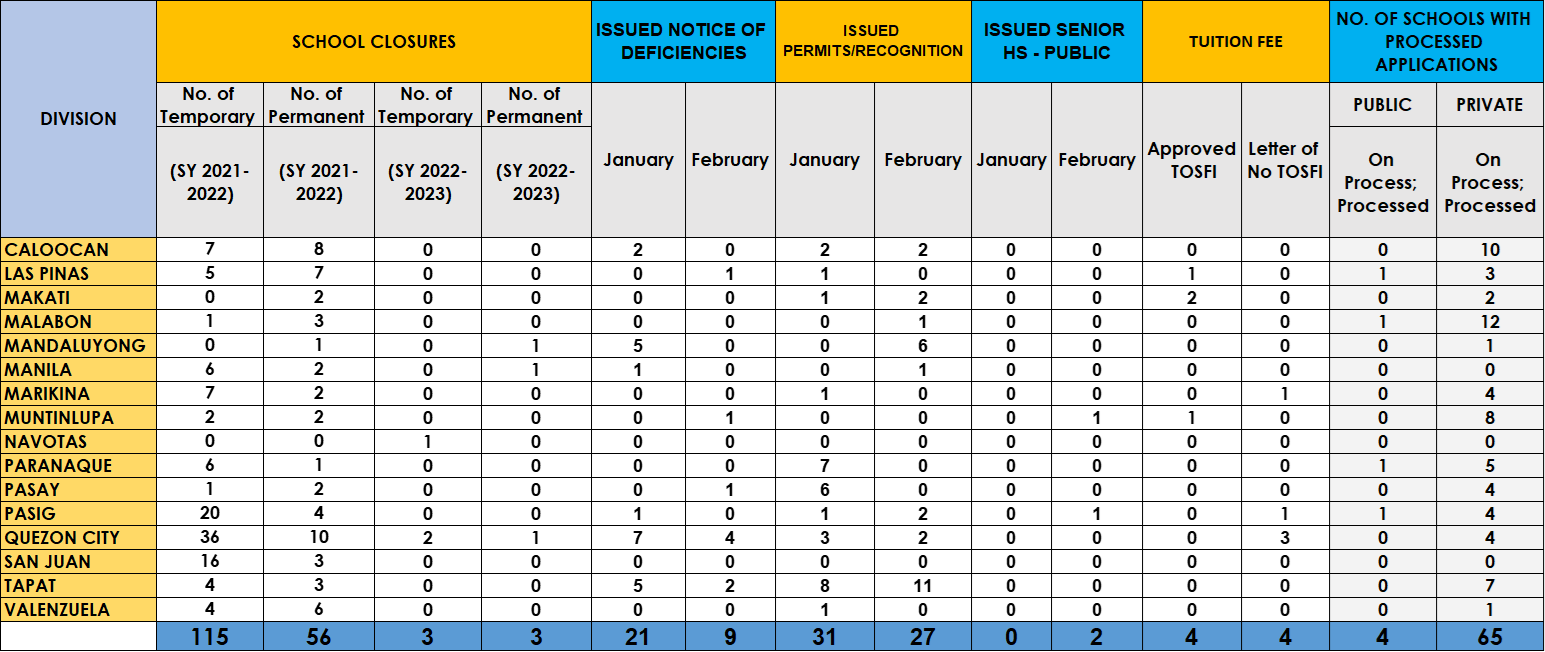 DIVISION
SCHOOL CLOSURES
ISSUED NOTICE OF
DEFICIENCIES
ISSUED
PERMITS/RECOGNITION
ISSUED SENIOR
HS - PUBLIC
TUITION FEE
NO. OF SCHOOLS WITH
PROCESSED
APPLICATIONS
No. of
Temporary
No. of
Permanent
No. of
Temporary
No. of
Permanent
(SY 2021-
2022)
(SY 2021-
2022)
(SY 2022-
2023)
(SY 2022-
2023)
January
February
January
February
January
February
Approved
TOSFI
Letter of
No TOSFI
PUBLIC
PRIVATE
On
Process;
Processed
On
Process;
Processed
CALOOCAN 7 8 0 0 2 0 2 2 0 0 0 0 0 10
LAS PINAS 5 7 0 0 0 1 1 0 0 0 1 0 1 3
MAKATI 0 2 0 0 0 0 1 2 0 0 2 0 0 2
MALABON 1 3 0 0 0 0 0 1 0 0 0 0 1 12
MANDALUYONG 0 1 0 1 5 0 0 6 0 0 0 0 0 1
MANILA 6 2 0 1 1 0 0 1 0 0 0 0 0 0
MARIKINA 7 2 0 0 0 0 1 0 0 0 0 1 0 4
MUNTINLUPA 2 2 0 0 0 1 0 0 0 1 1 0 0 8
NAVOTAS 0 0 1 0 0 0 0 0 0 0 0 0 0 0
PARANAQUE 6 1 0 0 0 0 7 0 0 0 0 0 1 5
PASAY 1 2 0 0 0 1 6 0 0 0 0 0 0 4
PASIG 20 4 0 0 1 0 1 2 0 1 0 1 1 4
QUEZON CITY 36 10 2 1 7 4 3 2 0 0 0 3 0 4
SAN JUAN 16 3 0 0 0 0 0 0 0 0 0 0 0 0
TAPAT 4 3 0 0 5 2 8 11 0 0 0 0 0 7
VALENZUELA 4 6 0 0 0 0 1 0 0 0 0 0 0 1
115 56 3 3 21 9 31 27 0 2 4 4 4 65